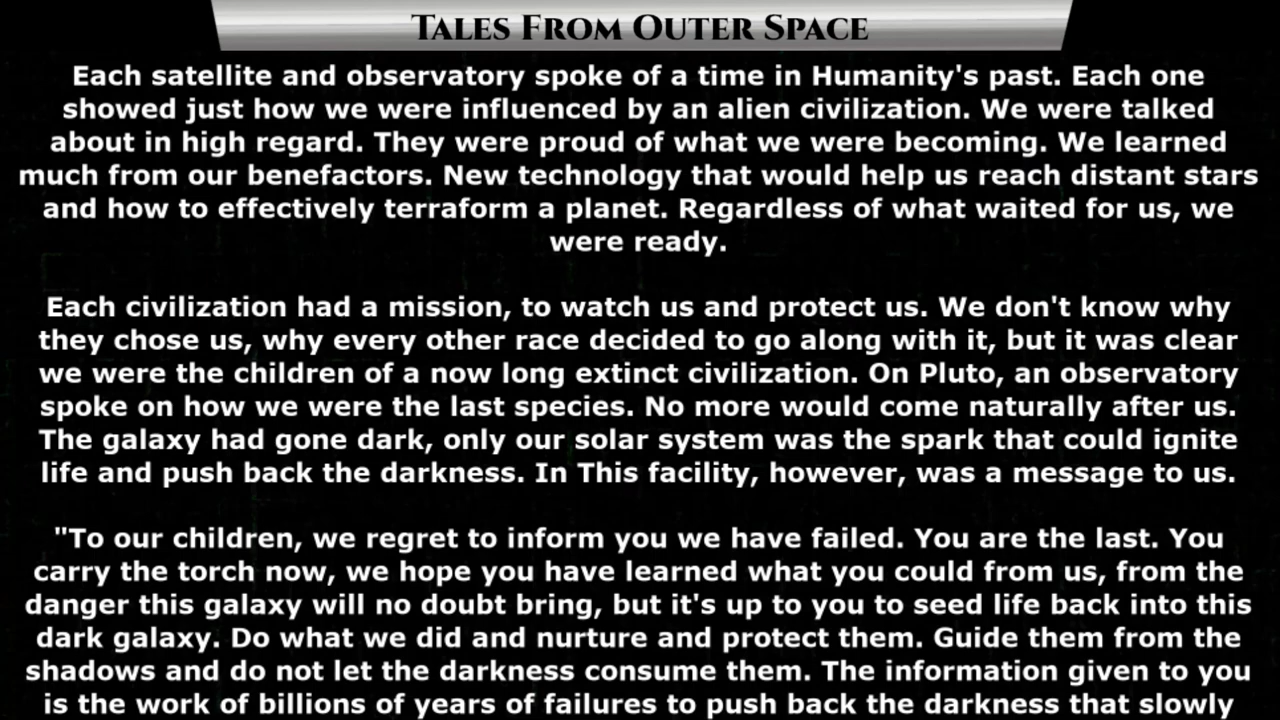 Tales From Outer Space
Each satellite and observatory spoke of a time in Humanity's past. Each one
showed just how we were influenced by an alien civilization. We were talked
about in high regard. They were proud of what we were becoming. We learned
much from our benefactors. New technology that would help us reach distant stars
and how to effectively terraform a planet. Regardless of what waited for us, we
were ready.
Each civilization had a mission, to watch us and protect us. We don't know why
they chose us, why every other race decided to go along with it, but it was clear
we were the children of a now long extinct civilization. On Pluto, an observatory
spoke on how we were the last species. No more would come naturally after us.
The galaxy had gone dark, only our solar system was the spark that could ignite
life and push back the darkness. In This facility, however, was a message to us.
"To our children, we regret to inform you we have failed. You are the last. You
carry the torch now, we hope you have learned what you could from us, from the
danger this galaxy will no doubt bring, but it's up to you to seed life back into this
dark galaxy. Do what we did and nurture and protect them. Guide them from the
shadows and do not let the darkness consume them. The information given to you
is the work of billions of years of failures to push back the darkness that slowly